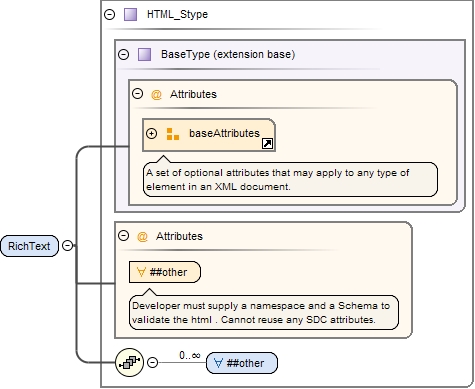 HTML_Stype
BaseType (extension base)
@ Attributes
baseAttributes
A set of optional attributes that may apply to any type of
element in an XML document.
@ Attributes
∀ ##other
Developer must supply a namespace and a Schema to
validate the html . Cannot reuse any SDC attributes.
RichText
0..∞
∀ ##other